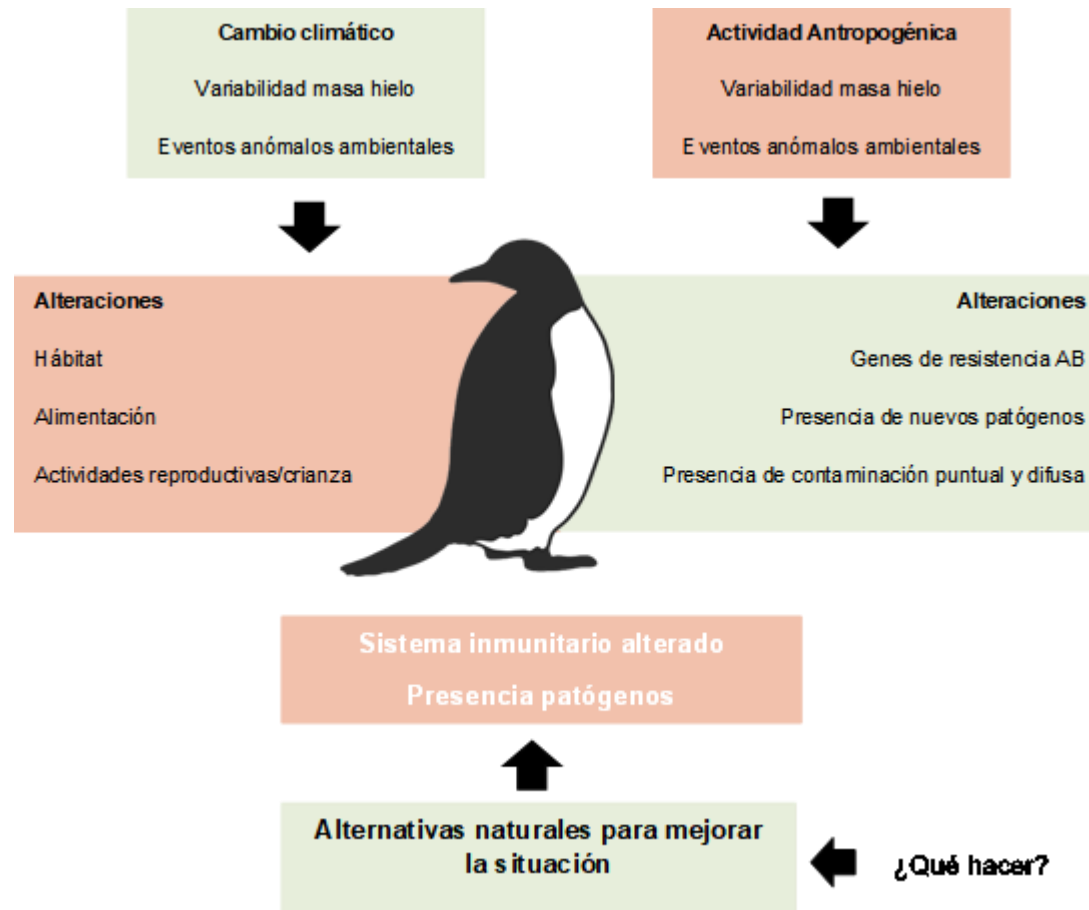 Cambio climático
Variabilidad masa hielo
Eventos anómalos ambientales
Actividad Antropogénica
Variabilidad masa hielo
Eventos anómalos ambientales
Alteraciones
Hábitat
Alimentación
Actividades reproductivas/crianza
Alteraciones
Genes de resistencia AB
Presencia de nuevos patógenos
Presencia de contaminación puntual y difusa
Sistema inmunitario alterado
Presencia patógenos
Alternativas naturales para mejorar
la situación
¿Qué hacer?